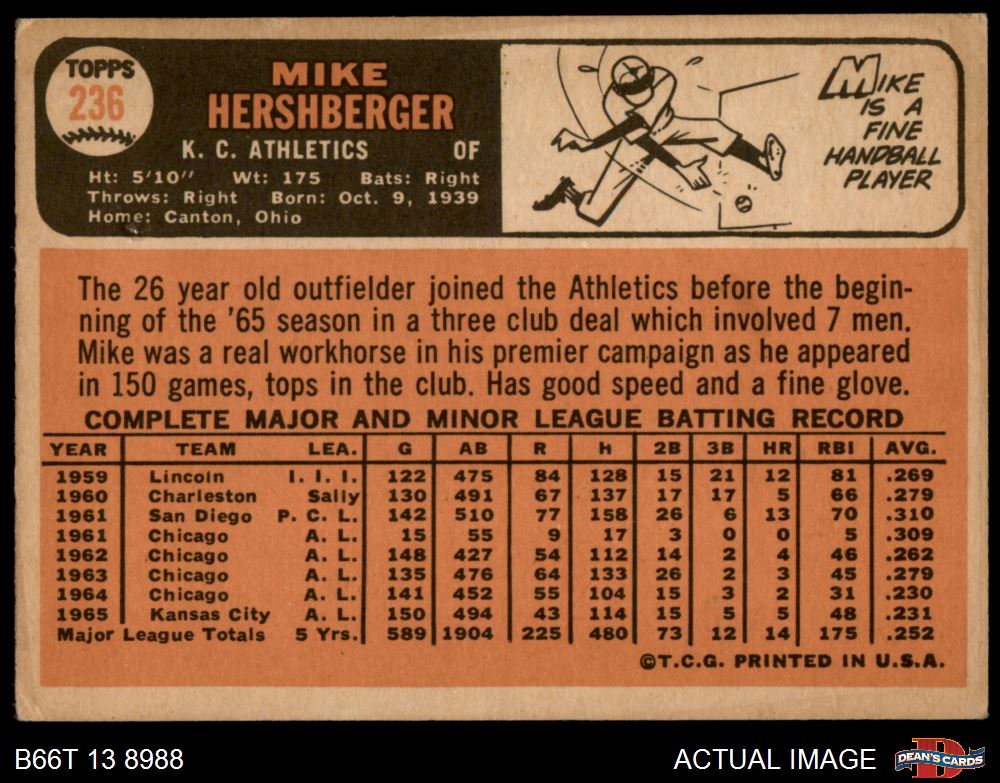 TOPPS
236
MIKE
HERSHBERGER
K. C. ATHLETICS OF
Ht: 5'10" Wt: 175 Bats: Right
Throws: Right Born: Oct. 9, 1939
Home: Canton, Ohio
MIKE
IS A
FINE
HANDBALL
PLAYER
The 26 year old outfielder joined the Athletics before the begin-
ning of the '65 season in a three club deal which involved 7 men.
Mike was a real workhorse in his premier campaign as he appeared
in 150 games, tops in the club. Has good speed and a fine glove.
COMPLETE MAJOR AND MINOR LEAGUE BATTING RECORD
YEAR TEAM LEA. G AB R h 2B 3B HR RBI AVG.
1959 Lincoln I. I. I. 122 475 84 128 15 21 12 81 .269
1960 Charleston Sally 130 491 67 137 17 17 5 66 .279
1961 San Diego P. C. L. 142 510 77 158 26 6 13 70 .310
1961 Chicago A. L. 15 55 9 17 3 0 0 5 .309
1962 Chicago A. L. 148 427 54 112 14 2 4 46 .262
1963 Chicago A. L. 135 476 64 133 26 2 3 45 .279
1964 Chicago A. L. 141 452 55 104 15 3 2 31 .230
1965 Kansas City A. L. 150 494 43 114 15 5 5 48 .231
Major League Totals 5 Yrs. 589 1904 225 480 73 12 14 175 .252
©T.C.G. PRINTED IN U.S.A.
B66T 13 8988 ACTUAL IMAGE
D
DEAN'S CARDS